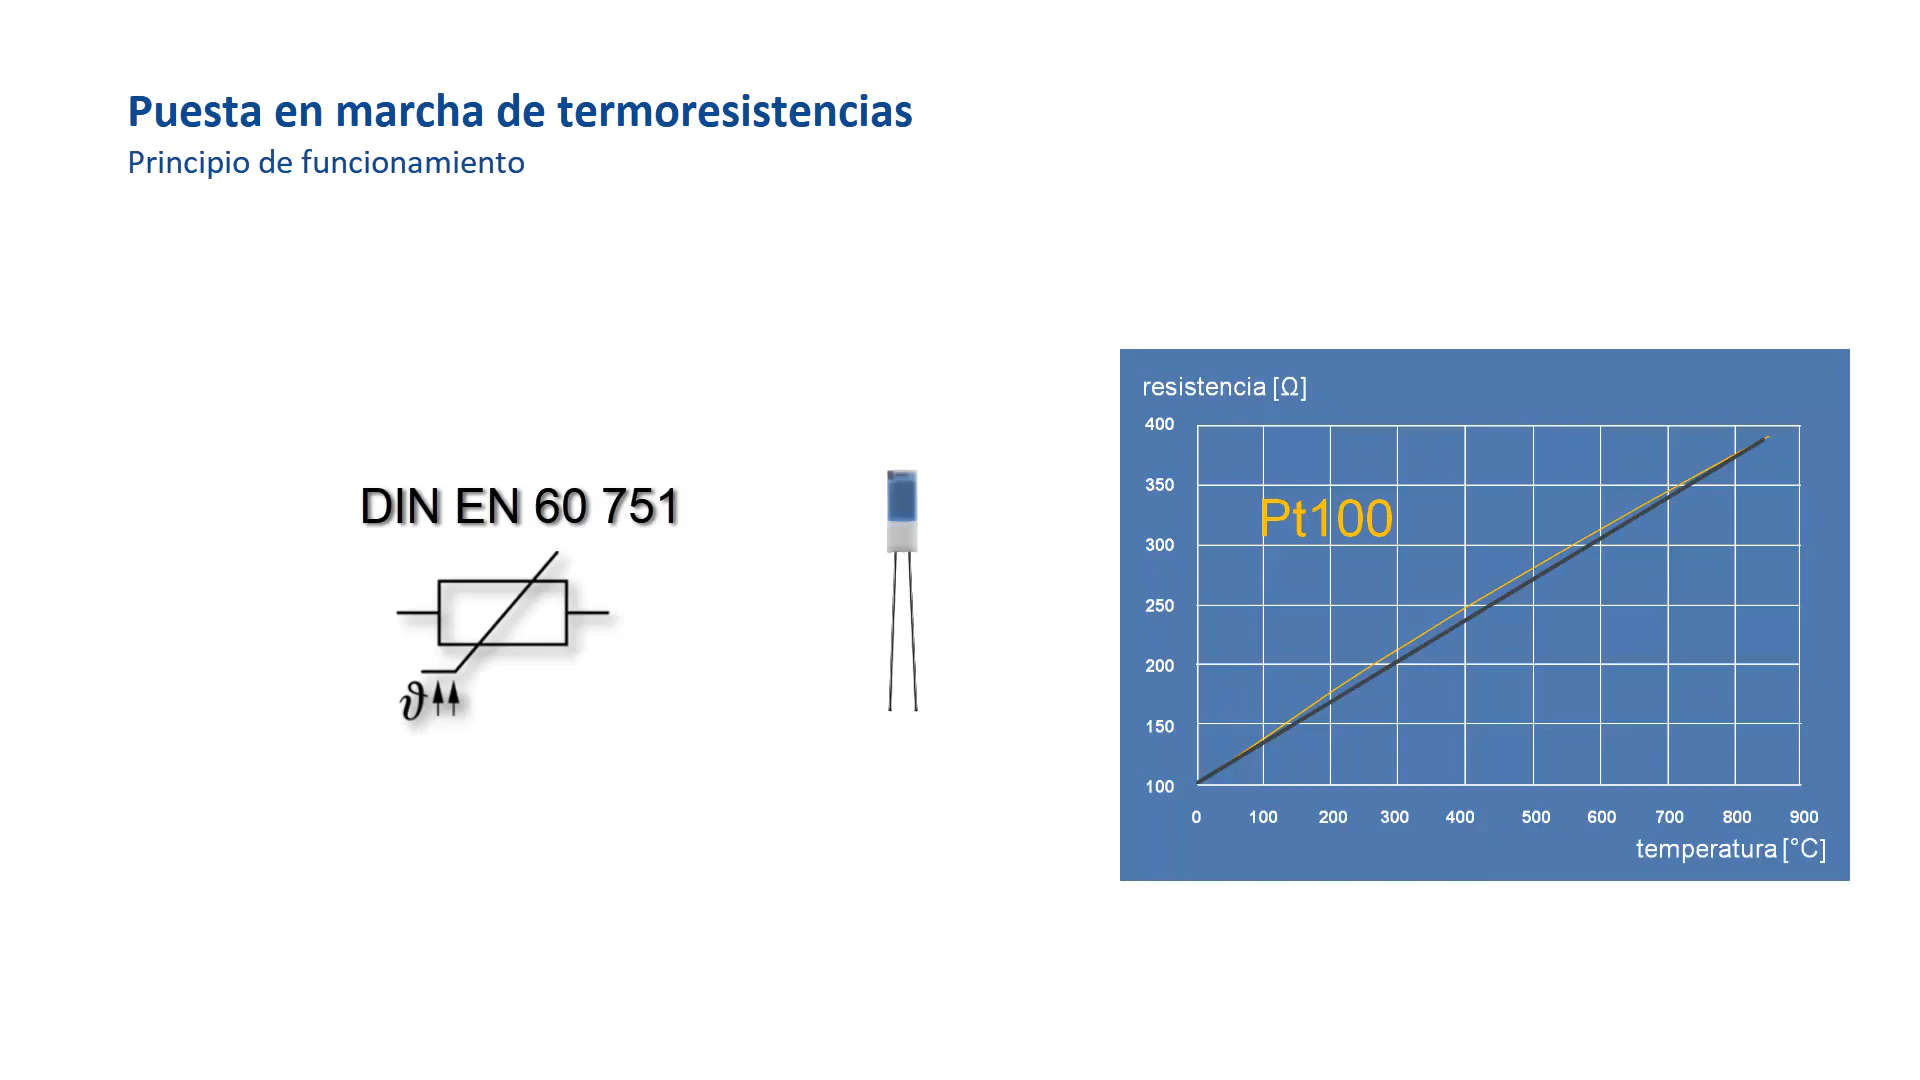 Puesta en marcha de termoresistencias
Principio de funcionamiento
DIN EN 60 751
ϑ
resistencia [Ω]
Pt100
400
350
300
250
200
150
100
0 100 200 300 400 500 600 700 800 900
temperatura [°C]